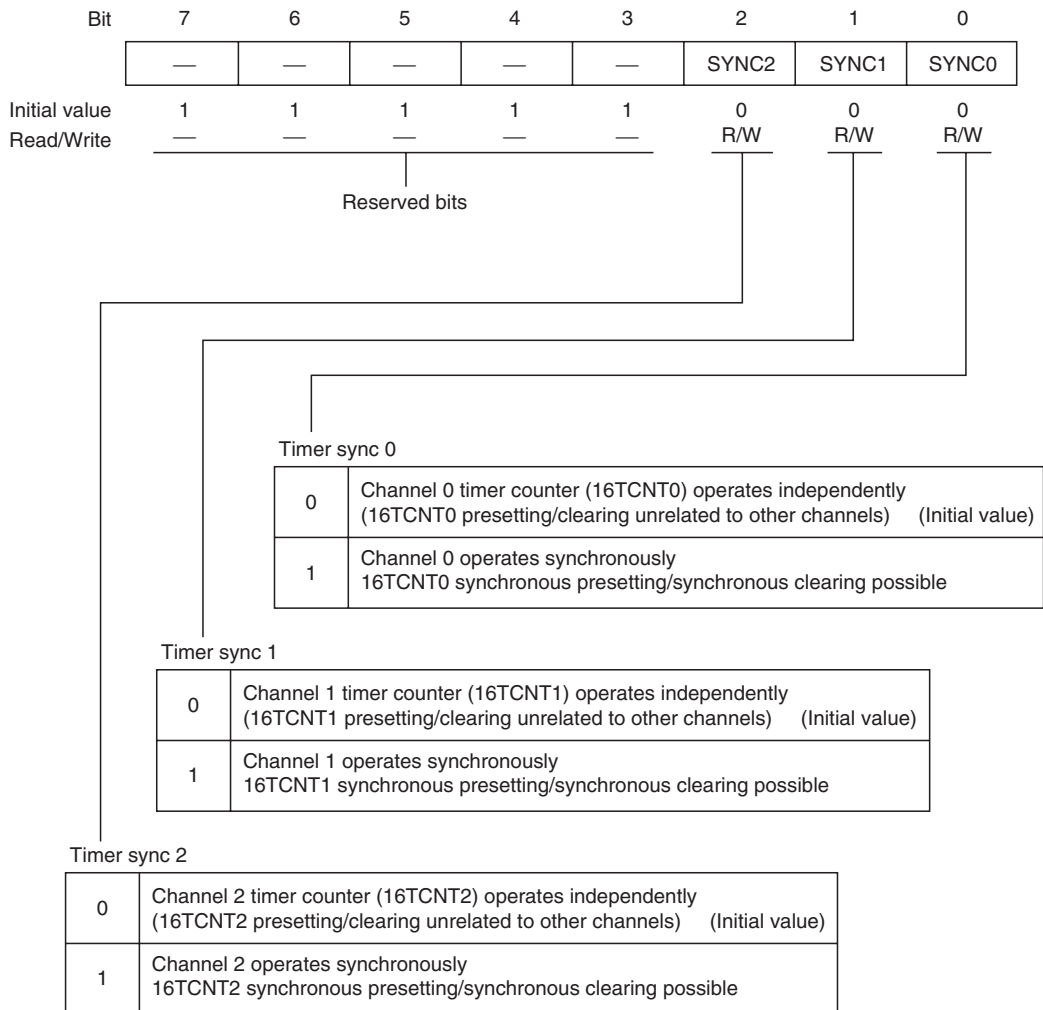 Bit 7 6 5 4 3 2 1 0
— — — — — SYNC2 SYNC1 SYNC0
Initial value 1 1 1 1 1 0 0 0
Read/Write — — — — — R/W R/W R/W
Reserved bits
Timer sync 0
0 Channel 0 timer counter (16TCNT0) operates independently
(16TCNT0 presetting/clearing unrelated to other channels) (Initial value)
1 Channel 0 operates synchronously
16TCNT0 synchronous presetting/synchronous clearing possible
Timer sync 1
0 Channel 1 timer counter (16TCNT1) operates independently
(16TCNT1 presetting/clearing unrelated to other channels) (Initial value)
1 Channel 1 operates synchronously
16TCNT1 synchronous presetting/synchronous clearing possible
Timer sync 2
0 Channel 2 timer counter (16TCNT2) operates independently
(16TCNT2 presetting/clearing unrelated to other channels) (Initial value)
1 Channel 2 operates synchronously
16TCNT2 synchronous presetting/synchronous clearing possible